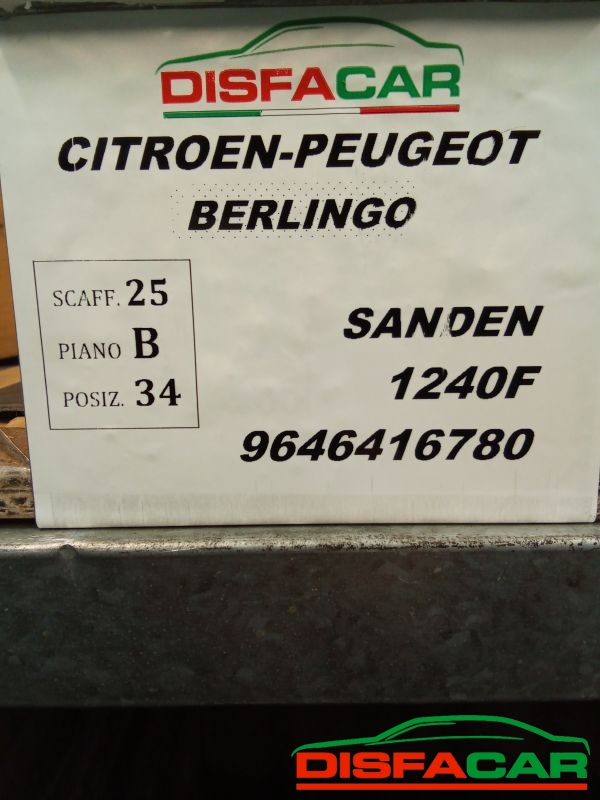 DISFACAR
CITROEN-PEUGEOT
BERLINGO
SCAFF. 25
PIANO B
POSIZ. 34
SANDEN
1240F
9646416780
DISFACAR